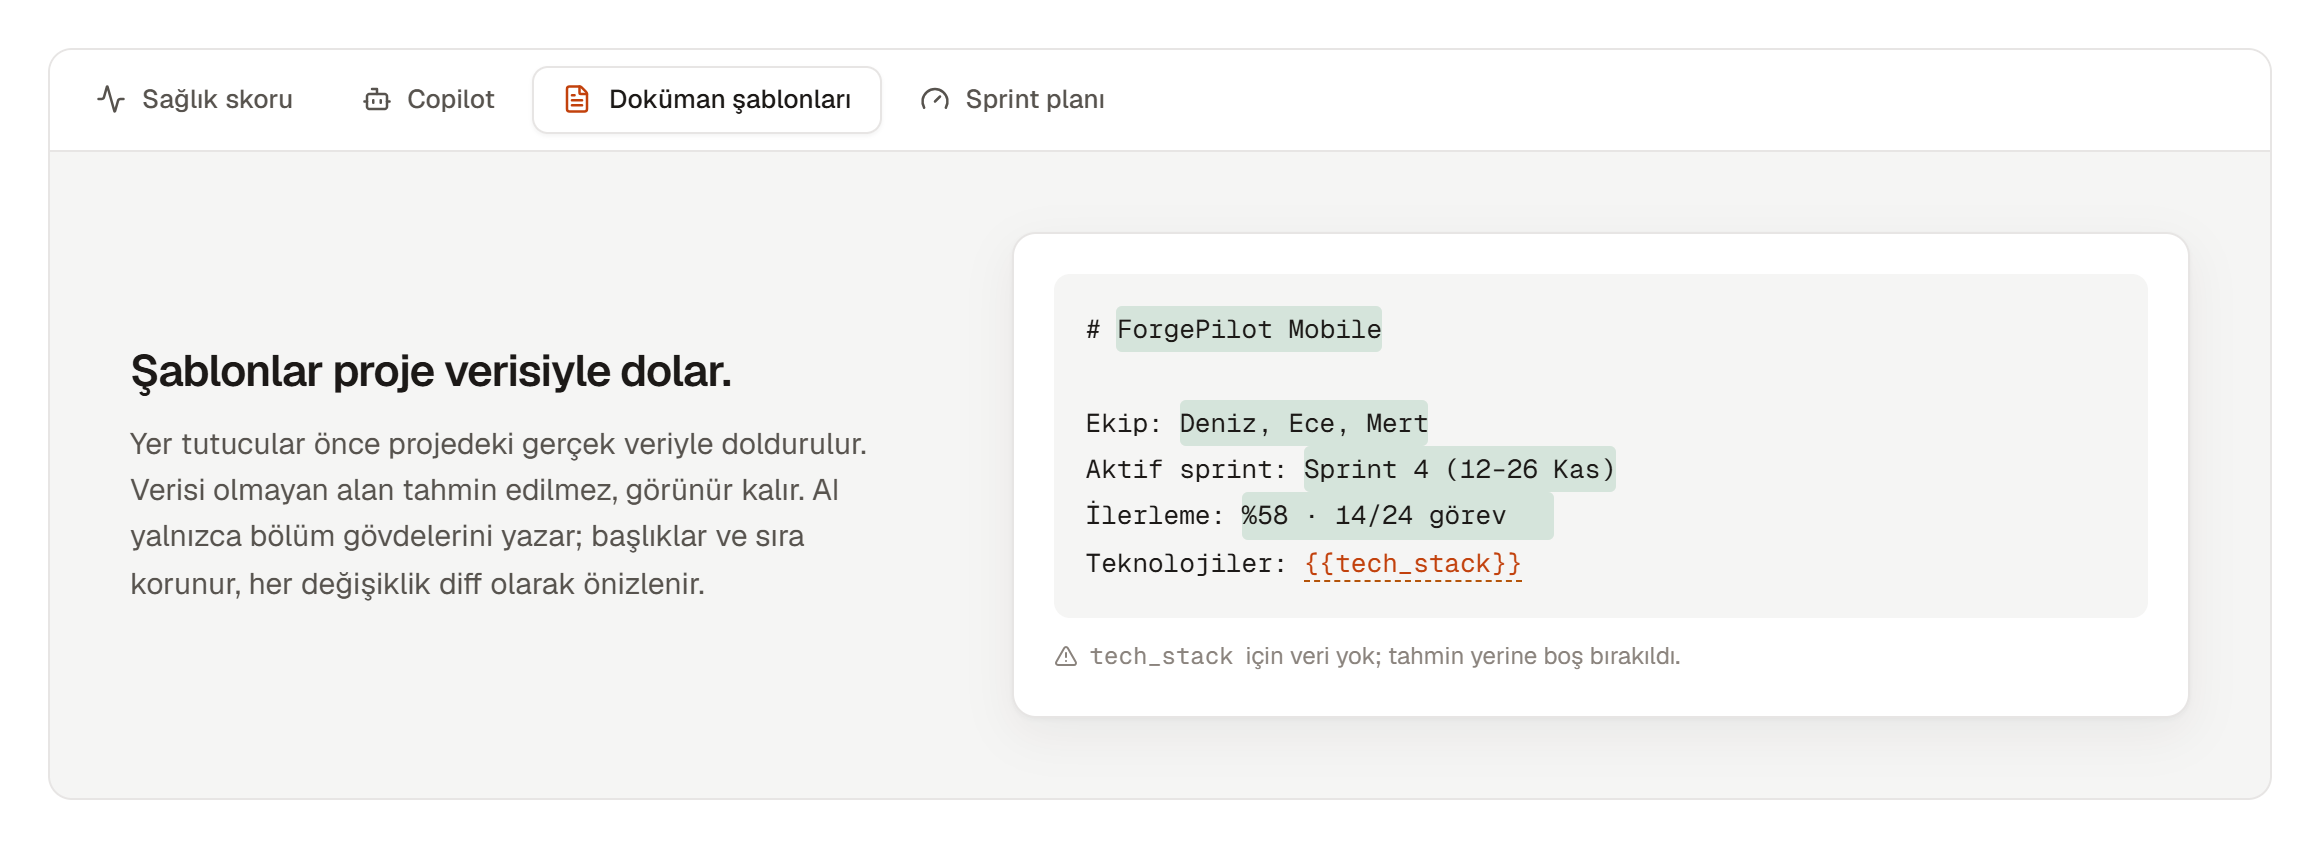 Sağlık skoru
Copilot
Doküman şablonları
Sprint planı
Şablonlar proje verisiyle dolar.
Yer tutucular önce projedeki gerçek veriyle doldurulur.
Verisi olmayan alan tahmin edilmez, görünür kalır. AI
yalnızca bölüm gövdelerini yazar; başlıklar ve sıra
korunur, her değişiklik diff olarak önizlenir.
# ForgePilot Mobile
Ekip: Deniz, Ece, Mert
Aktif sprint: Sprint 4 (12–26 Kas)
İlerleme: %58 · 14/24 görev
Teknolojiler: {{tech_stack}}
tech_stack için veri yok; tahmin yerine boş bırakıldı.